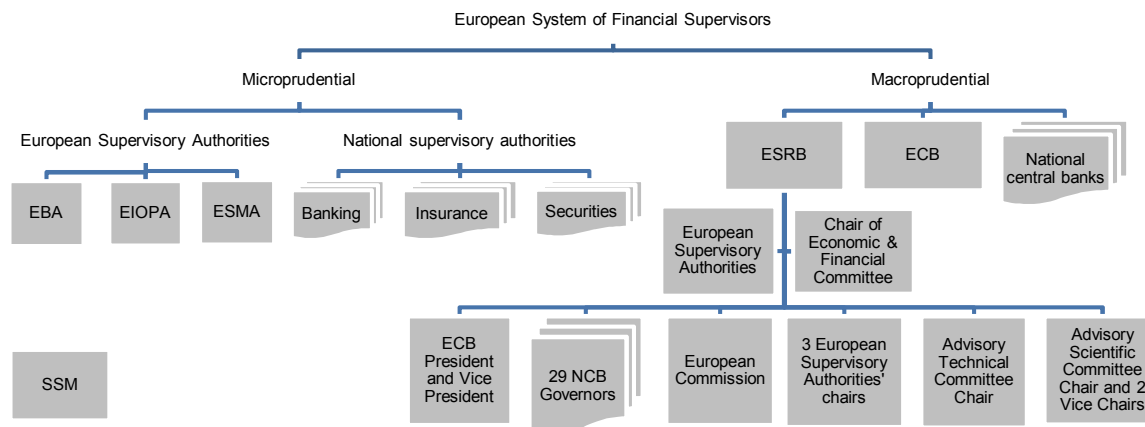 European System of Financial Supervisors
Microprudential
Macroprudential
European Supervisory Authorities
National supervisory authorities
ESRB
ECB
National
central banks
EBA
EIOPA
ESMA
Banking
Insurance
Securities
European
Supervisory
Authorities
Chair of
Economic &
Financial
Committee
ECB
President
and Vice
President
29 NCB
Governors
European
Commission
3 European
Supervisory
Authorities'
chairs
Advisory
Technical
Committee
Chair
Advisory
Scientific
Committee
Chair and 2
Vice Chairs
SSM